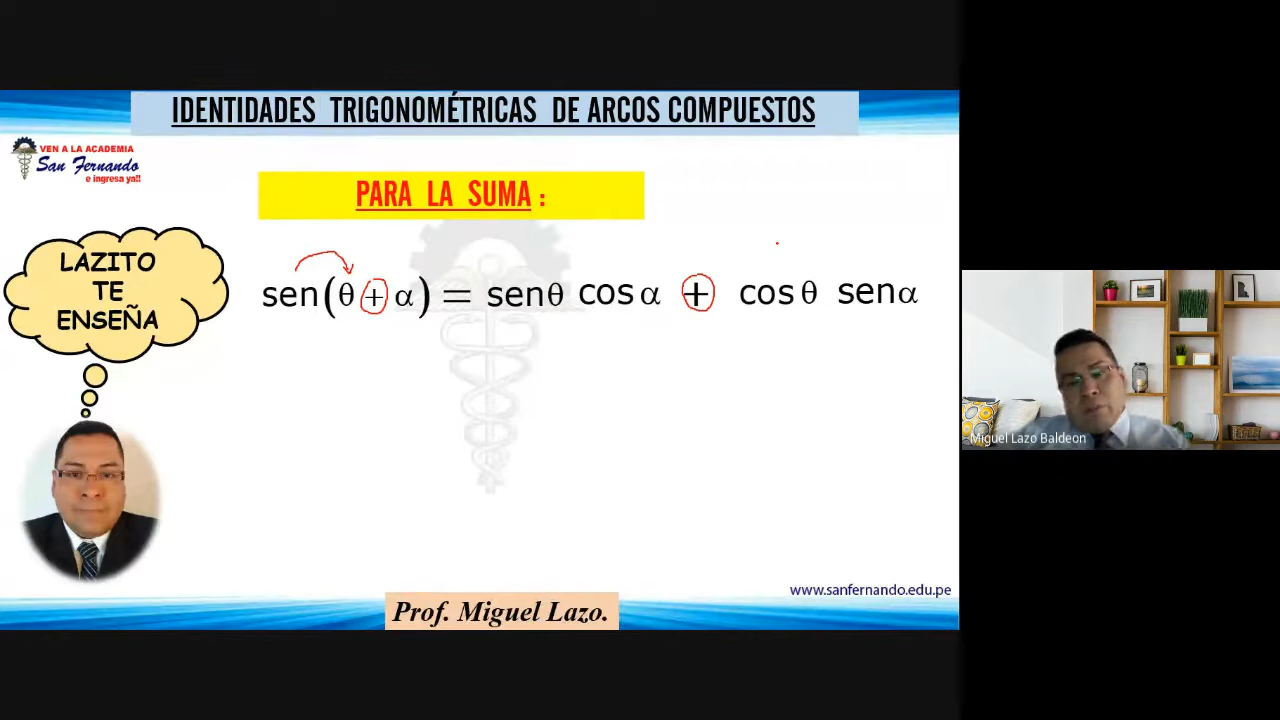 IDENTIDADES TRIGONOMÉTRICAS DE ARCOS COMPUESTOS
VEN A LA ACADEMIA
San Fernando
e ingresa ya!!
PARA LA SUMA :
LAZITO
TE
ENSEÑA
sen(θ+α) = senθ cosα + cosθ senα
Miguel Lazo Baldeon
www.sanfernando.edu.pe
Prof. Miguel Lazo.